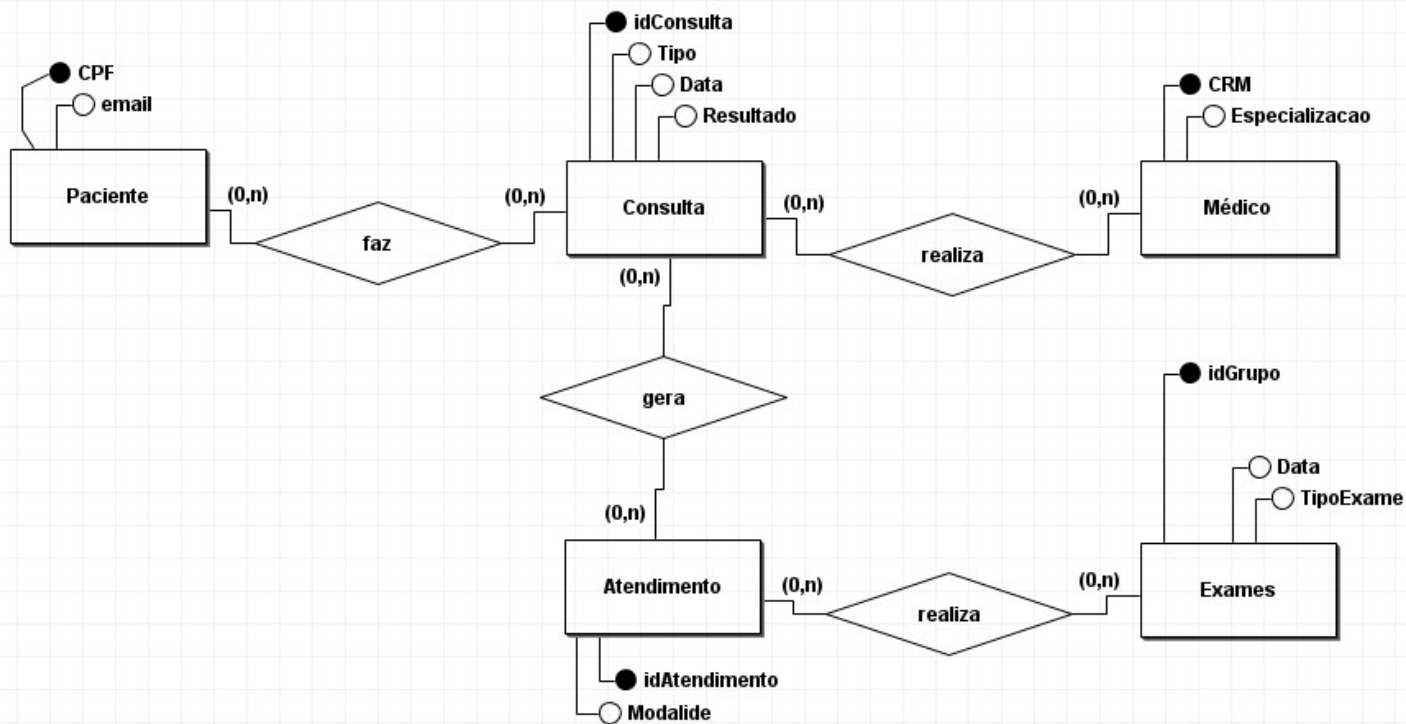 idConsulta
Tipo
CPF
Data
CRM
email
Resultado
Especializacao
Paciente
(0,n)
(0,n)
Consulta
(0,n)
(0,n)
Médico
faz
realiza
(0,n)
idGrupo
gera
Data
TipoExame
(0,n)
Atendimento
(0,n)
(0,n)
Exames
realiza
idAtendimento
Modalide